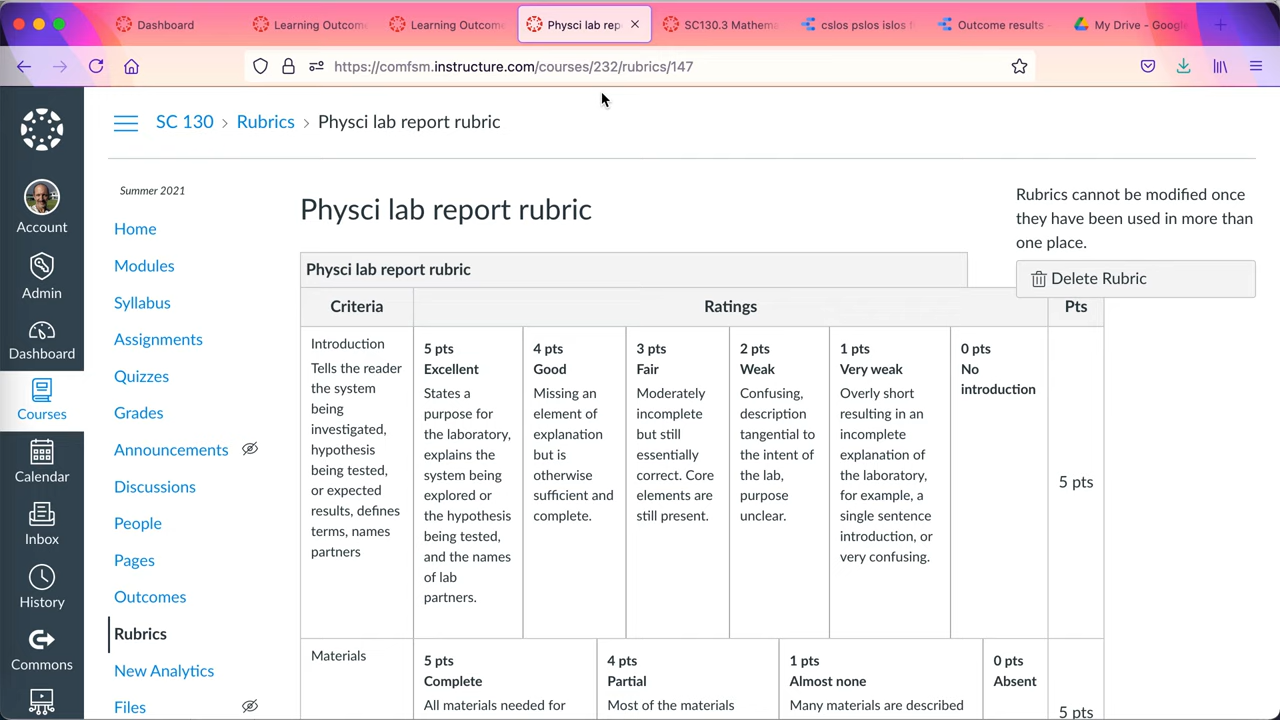 Dashboard
Learning Outcome
Learning Outcome
Physci lab rep
SC130.3 Mathema
cslos pslos islos f
Outcome results -
My Drive - Google
https://comfsm.instructure.com/courses/232/rubrics/147
SC 130 › Rubrics › Physci lab report rubric
Account
Admin
Dashboard
Courses
Calendar
Inbox
History
Commons
Summer 2021
Home
Modules
Syllabus
Assignments
Quizzes
Grades
Announcements
Discussions
People
Pages
Outcomes
Rubrics
New Analytics
Files
Physci lab report rubric
Rubrics cannot be modified once
they have been used in more than
one place.
Delete Rubric
Physci lab report rubric
Criteria
Ratings
Pts
Introduction
Tells the reader
the system
being
investigated,
hypothesis
being tested,
or expected
results, defines
terms, names
partners
5 pts
Excellent
States a
purpose for
the laboratory,
explains the
system being
explored or
the hypothesis
being tested,
and the names
of lab
partners.
4 pts
Good
Missing an
element of
explanation
but is
otherwise
sufficient and
complete.
3 pts
Fair
Moderately
incomplete
but still
essentially
correct. Core
elements are
still present.
2 pts
Weak
Confusing,
description
tangential to
the intent of
the lab,
purpose
unclear.
1 pts
Very weak
Overly short
resulting in an
incomplete
explanation of
the laboratory,
for example, a
single sentence
introduction, or
very confusing.
0 pts
No
introduction
5 pts
Materials
5 pts
Complete
All materials needed for
4 pts
Partial
Most of the materials
1 pts
Almost none
Many materials are described
0 pts
Absent
5 pts